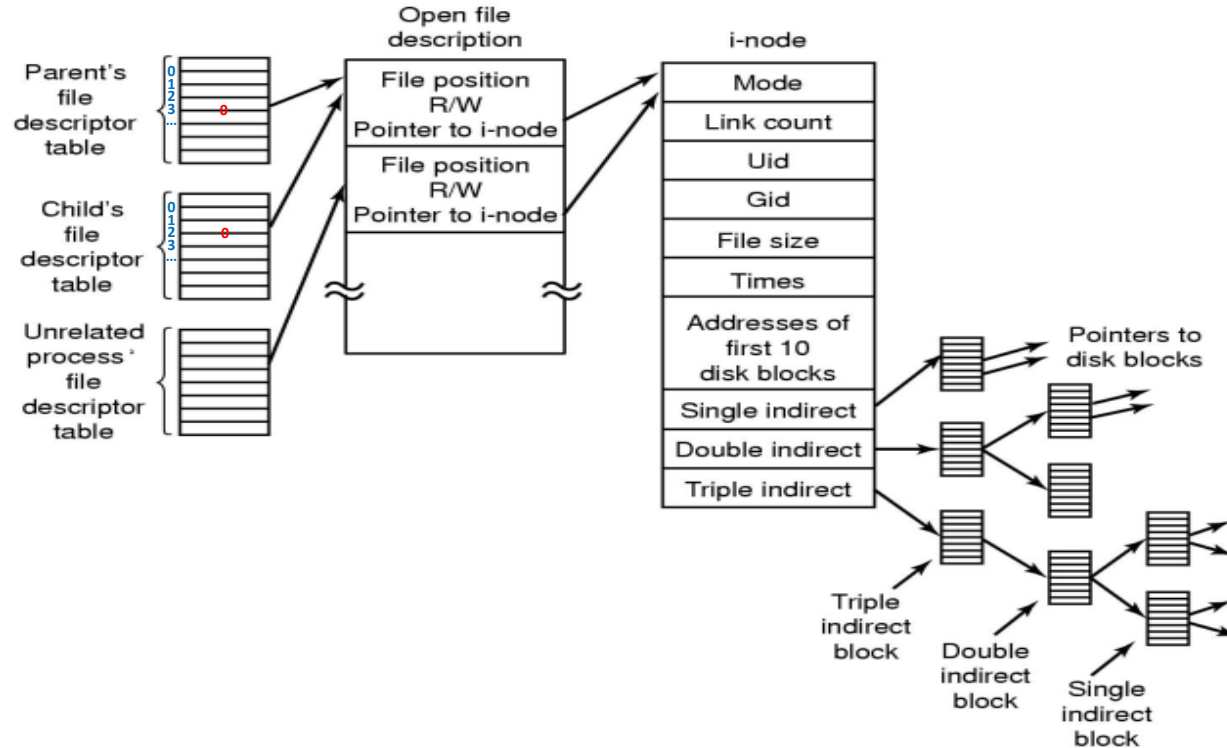 Open file
description
i-node
Parent's
file
descriptor
table
0
1
2
3
...
0
File position
R/W
Pointer to i-node
File position
R/W
Pointer to i-node
Mode
Link count
Uid
Gid
File size
Times
Addresses of
first 10
disk blocks
Single indirect
Double indirect
Triple indirect
Child's
file
descriptor
table
0
1
2
3
...
0
Unrelated
process'
file
descriptor
table
Pointers to
disk blocks
Triple
indirect
block
Double
indirect
block
Single
indirect
block